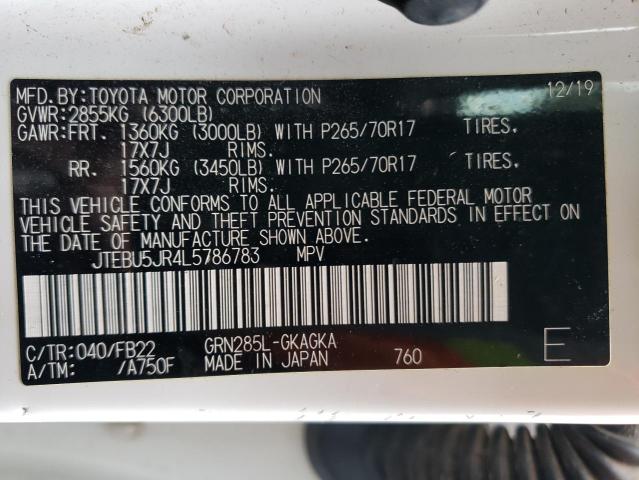 MFD.BY:TOYOTA MOTOR CORPORATION 12/19
GVWR:2855KG (6300LB)
GAWR:FRT. 1360KG (3000LB) WITH P265/70R17 TIRES.
17X7J RIMS.
RR. 1560KG (3450LB) WITH P265/70R17 TIRES.
17X7J RIMS.
THIS VEHICLE CONFORMS TO ALL APPLICABLE FEDERAL MOTOR
VEHICLE SAFETY AND THEFT PREVENTION STANDARDS IN EFFECT ON
THE DATE OF MANUFACTURE SHOWN ABOVE.
JTEBU5JR4L5786783 MPV
C/TR:040/FB22 GRN285L-GKAGKA
A/TM: /A750F MADE IN JAPAN 760 E